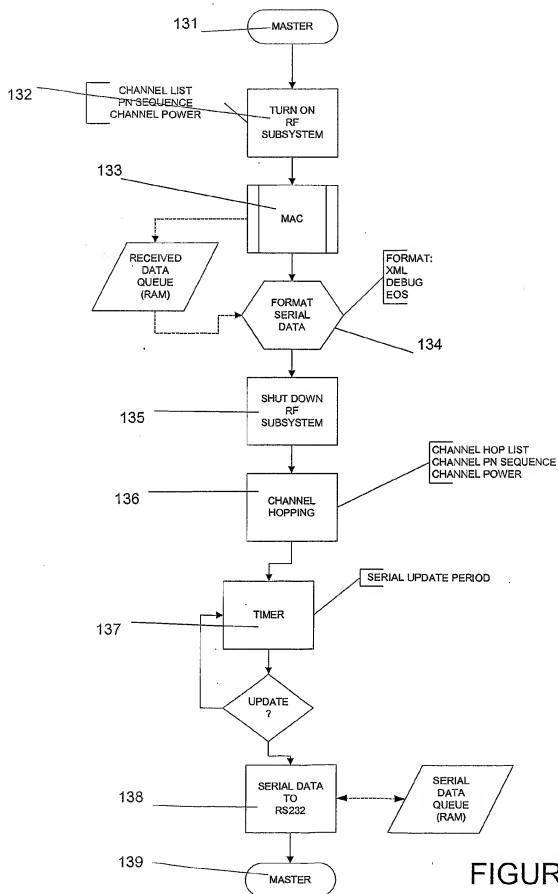 131
MASTER
132
CHANNEL LIST
PN SEQUENCE
CHANNEL POWER
TURN ON
RF
SUBSYSTEM
133
MAC
RECEIVED
DATA
QUEUE
(RAM)
FORMAT
SERIAL
DATA
FORMAT:
XML
DEBUG
EOS
134
135
SHUT DOWN
RF
SUBSYSTEM
136
CHANNEL
HOPPING
CHANNEL HOP LIST
CHANNEL PN SEQUENCE
CHANNEL POWER
137
TIMER
SERIAL UPDATE PERIOD
UPDATE
?
138
SERIAL DATA
TO
RS232
SERIAL
DATA
QUEUE
(RAM)
139
MASTER
FIGUR